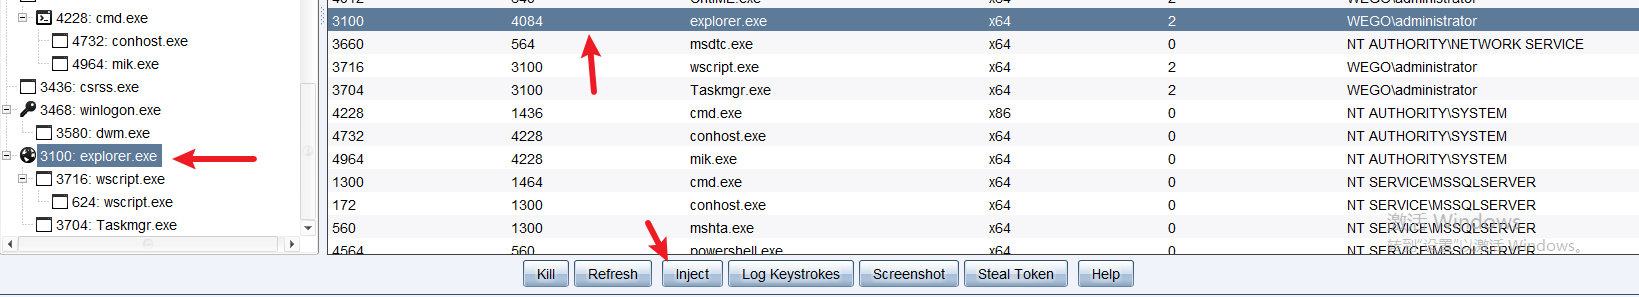 4228: cmd.exe
4732: conhost.exe
4964: mik.exe
3436: csrss.exe
3468: winlogon.exe
3580: dwm.exe
3100: explorer.exe
3716: wscript.exe
624: wscript.exe
3704: Taskmgr.exe
3100 4084 explorer.exe x64 2 WEGO\administrator
3660 564 msdtc.exe x64 0 NT AUTHORITY\NETWORK SERVICE
3716 3100 wscript.exe x64 2 WEGO\administrator
3704 3100 Taskmgr.exe x64 2 WEGO\administrator
4228 1436 cmd.exe x86 0 NT AUTHORITY\SYSTEM
4732 4228 conhost.exe x64 0 NT AUTHORITY\SYSTEM
4964 4228 mik.exe x64 0 NT AUTHORITY\SYSTEM
1300 1464 cmd.exe x64 0 NT SERVICE\MSSQLSERVER
172 1300 conhost.exe x64 0 NT SERVICE\MSSQLSERVER
560 1300 mshta.exe x64 0 NT SERVICE\MSSQLSERVER
4564 560 powershell.exe x64 0 NT SERVICE\MSSQLSERVER
激活 Windows
转到"设置"以激活 Windows。
Kill Refresh Inject Log Keystrokes Screenshot Steal Token Help